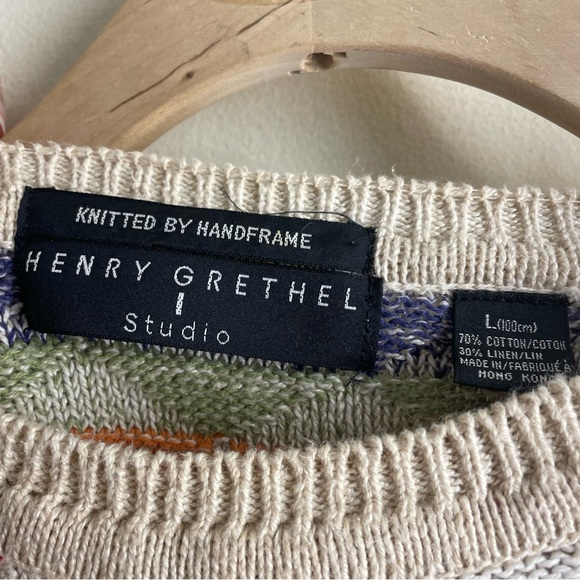 KNITTED BY HANDFRAME
HENRY GRETHEL
Studio
L(100cm)
70% COTTON/COTON
30% LINEN/LIN
MADE IN/FABRIQUÉ À
HONG KONG